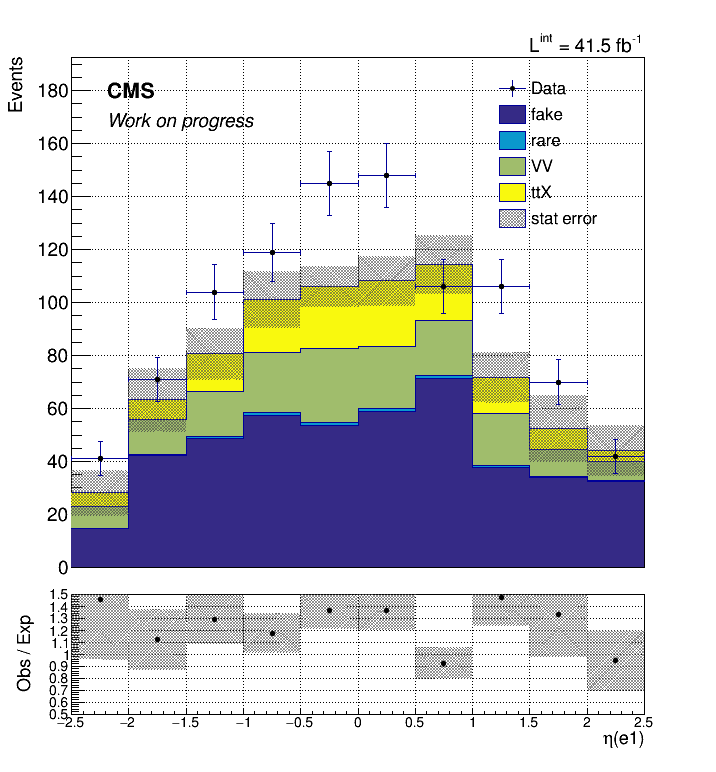 L^int = 41.5 fb^-1
Events
CMS
Work on progress
Data
fake
rare
VV
ttX
stat error
180
160
140
120
100
80
60
40
20
0
Obs / Exp
1.5
1.4
1.3
1.2
1.1
1
0.9
0.8
0.7
0.6
0.5
−2.5 −2 −1.5 −1 −0.5 0 0.5 1 1.5 2 2.5
η(e1)